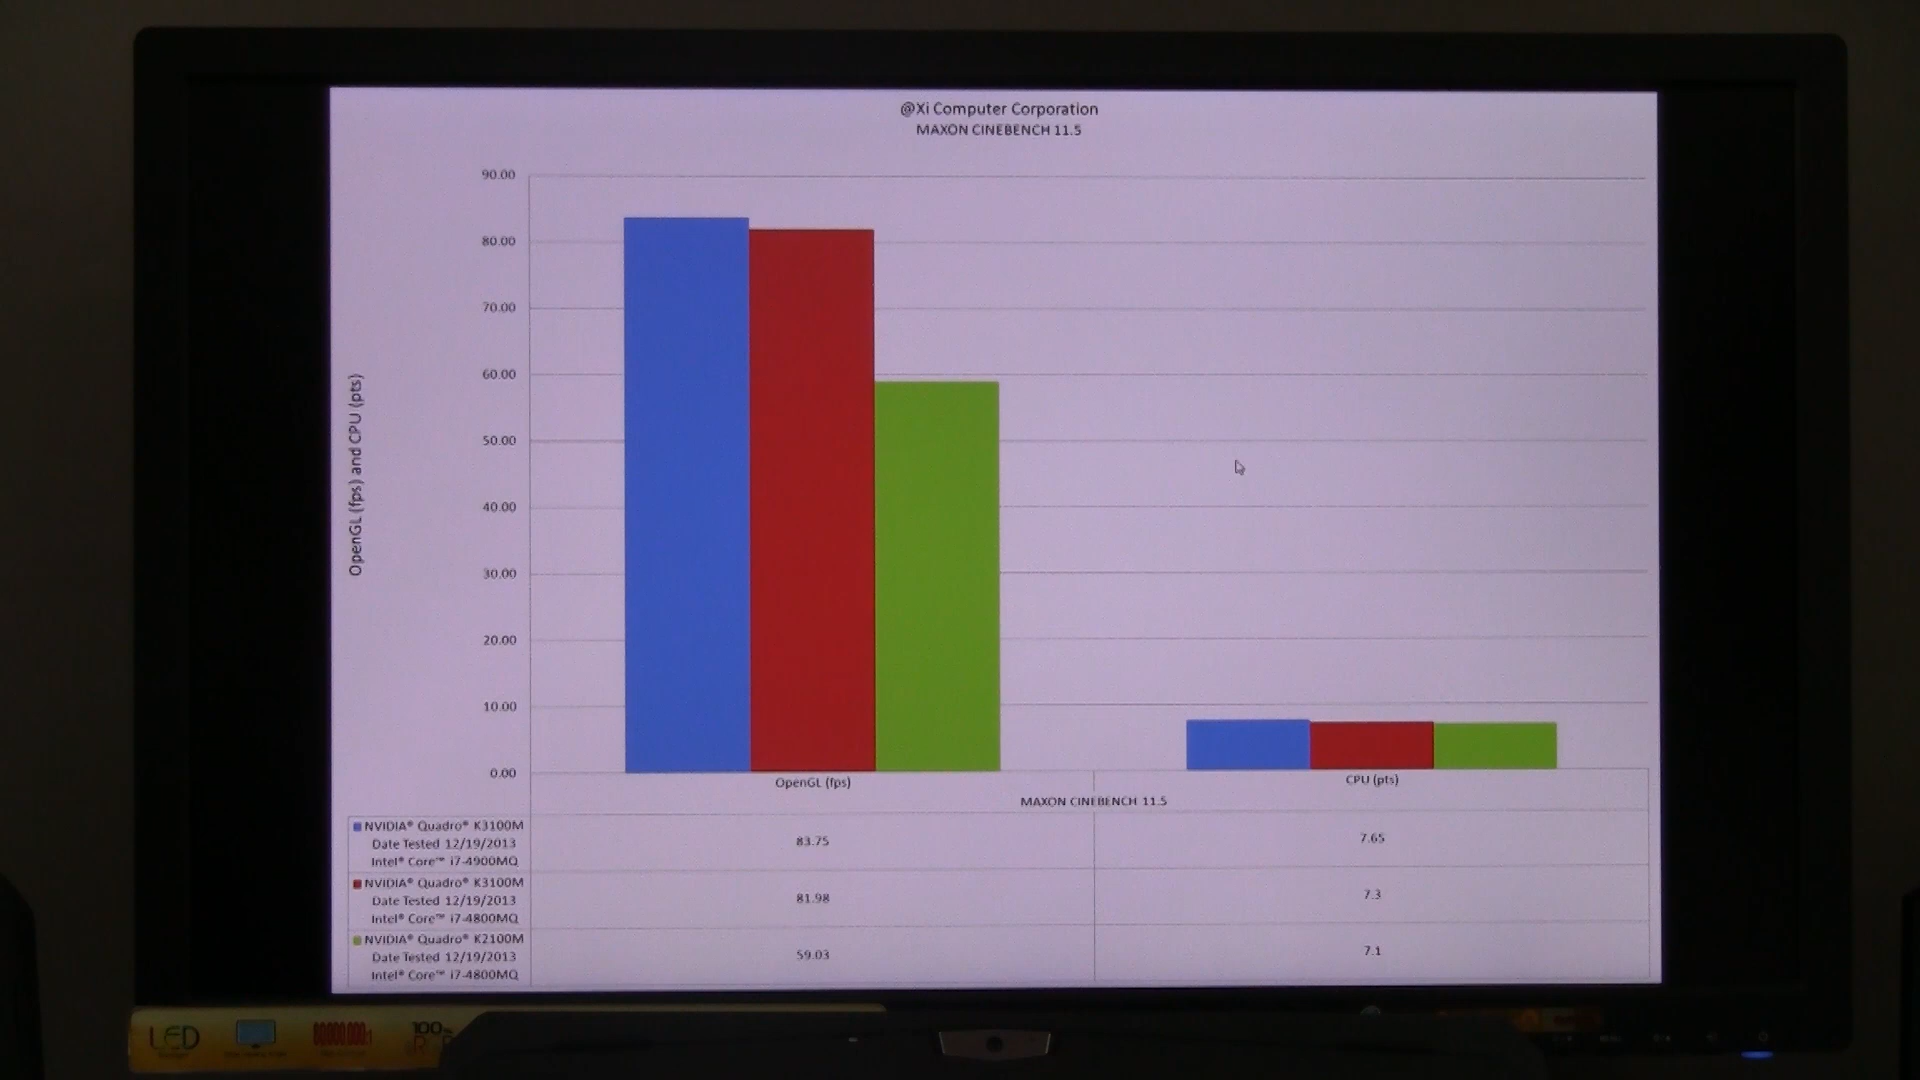 @Xi Computer Corporation
MAXON CINEBENCH 11.5
OpenGL (fps) and CPU (pts)
90.00
80.00
70.00
60.00
50.00
40.00
30.00
20.00
10.00
0.00
OpenGL (fps)
CPU (pts)
MAXON CINEBENCH 11.5
NVIDIA® Quadro® K3100M
Date Tested 12/19/2013
Intel® Core™ i7-4900MQ
83.75
7.65
NVIDIA® Quadro® K3100M
Date Tested 12/19/2013
Intel® Core™ i7-4800MQ
81.98
7.3
NVIDIA® Quadro® K2100M
Date Tested 12/19/2013
Intel® Core™ i7-4800MQ
59.03
7.1
LED
100